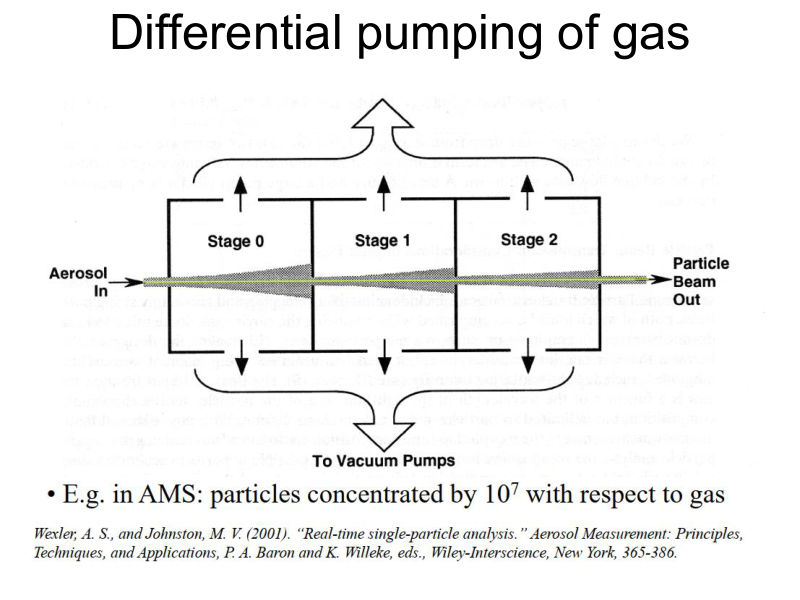 Differential pumping of gas
Stage 0
Stage 1
Stage 2
Aerosol
In
Particle
Beam
Out
To Vacuum Pumps
• E.g. in AMS: particles concentrated by 10⁷ with respect to gas
Wexler, A. S., and Johnston, M. V. (2001). “Real-time single-particle analysis.” Aerosol Measurement: Principles,
Techniques, and Applications, P. A. Baron and K. Willeke, eds., Wiley-Interscience, New York, 365-386.